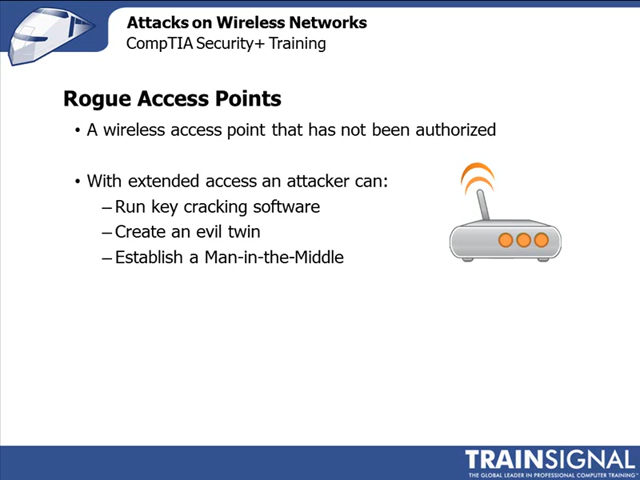 Attacks on Wireless Networks
CompTIA Security+ Training
Rogue Access Points
• A wireless access point that has not been authorized
• With extended access an attacker can:
– Run key cracking software
– Create an evil twin
– Establish a Man-in-the-Middle
TRAINSIGNAL
THE GLOBAL LEADER IN PROFESSIONAL COMPUTER TRAINING